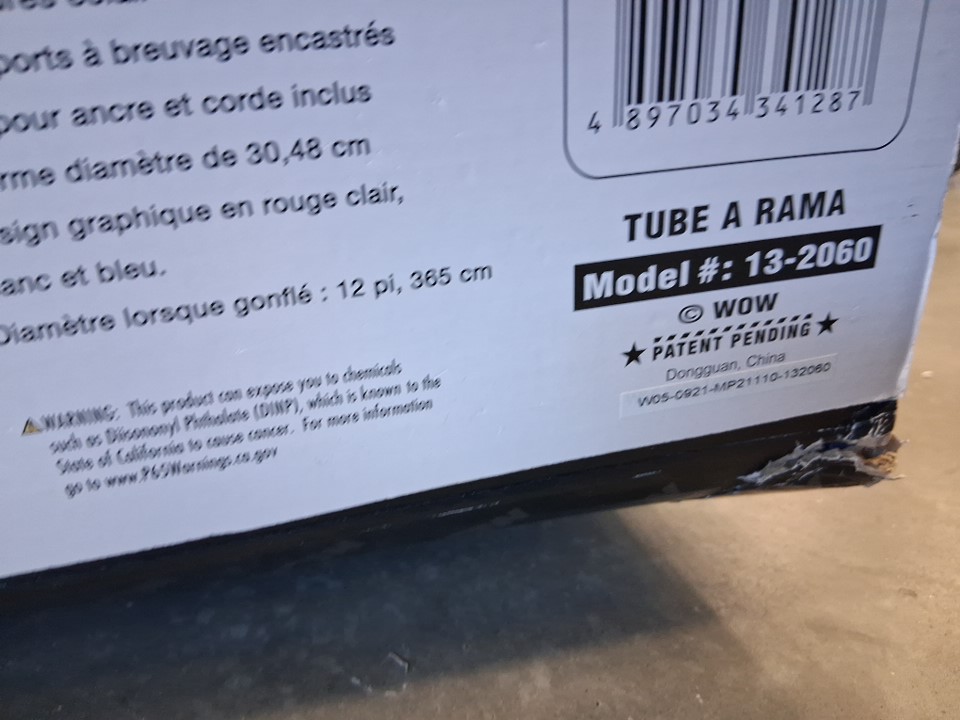 ports à breuvage encastrés
pour ancre et corde inclus
rme diamètre de 30,48 cm
sign graphique en rouge clair,
anc et bleu.
Diamètre lorsque gonflé : 12 pi, 365 cm
WARNING: This product can expose you to chemicals
such as Diisononyl Phthalate (DINP), which is known to the
State of California to cause cancer. For more information
go to www.P65Warnings.ca.gov
4 897034 341287
TUBE A RAMA
Model #: 13-2060
© WOW
★ PATENT PENDING ★
Dongguan, China
W05-0921-MP21110-132060